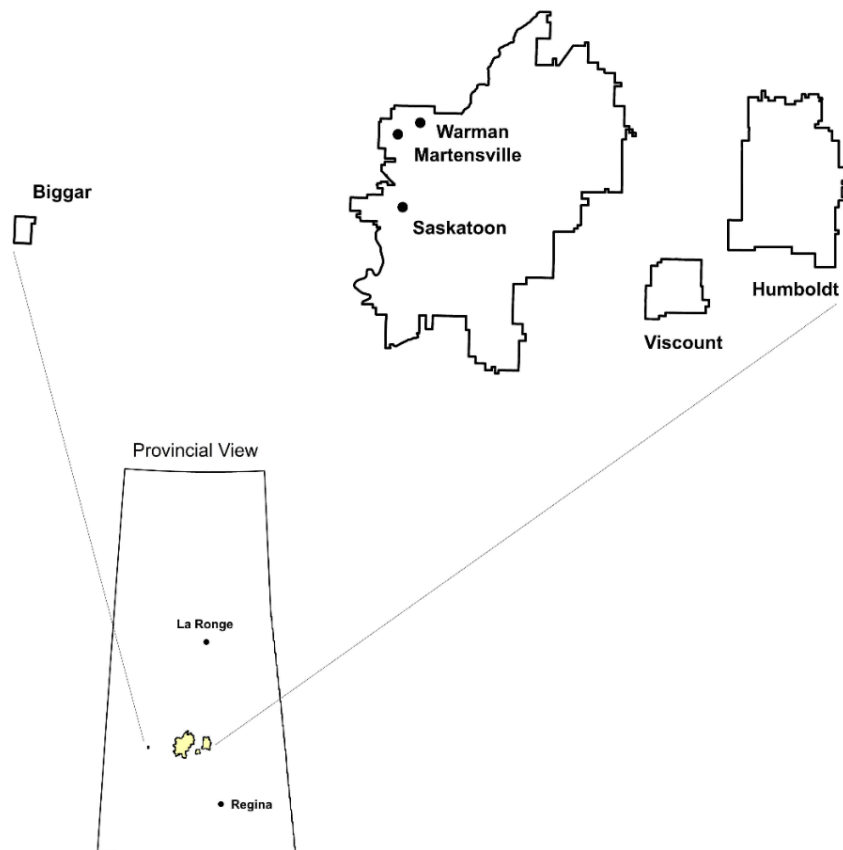 Warman
Martensville
Biggar
Saskatoon
Humboldt
Viscount
Provincial View
La Ronge
Regina